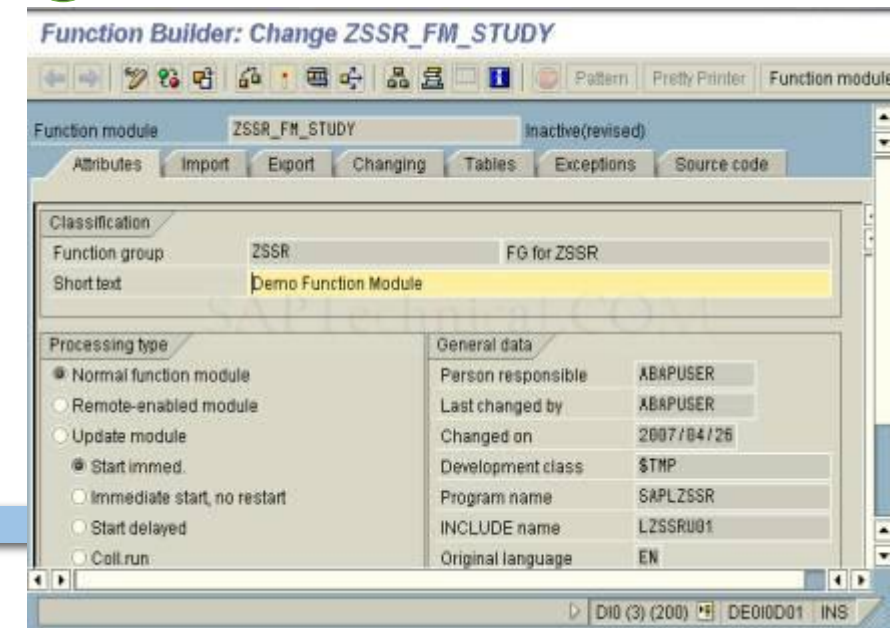 Function Builder: Change ZSSR_FM_STUDY
Pattern Pretty Printer Function module
Function module ZSSR_FM_STUDY Inactive(revised)
Attributes Import Export Changing Tables Exceptions Source code
Classification
Function group ZSSR FG for ZSSR
Short text Demo Function Module
SAPTechnical.COM
Processing type General data
Normal function module Person responsible ABAPUSER
Remote-enabled module Last changed by ABAPUSER
Update module Changed on 2007/04/26
Start immed. Development class $TMP
Immediate start, no restart Program name SAPLZSSR
Start delayed INCLUDE name LZSSRU01
Coll.run Original language EN
DI0 (3) (200) DE0I0D01 INS